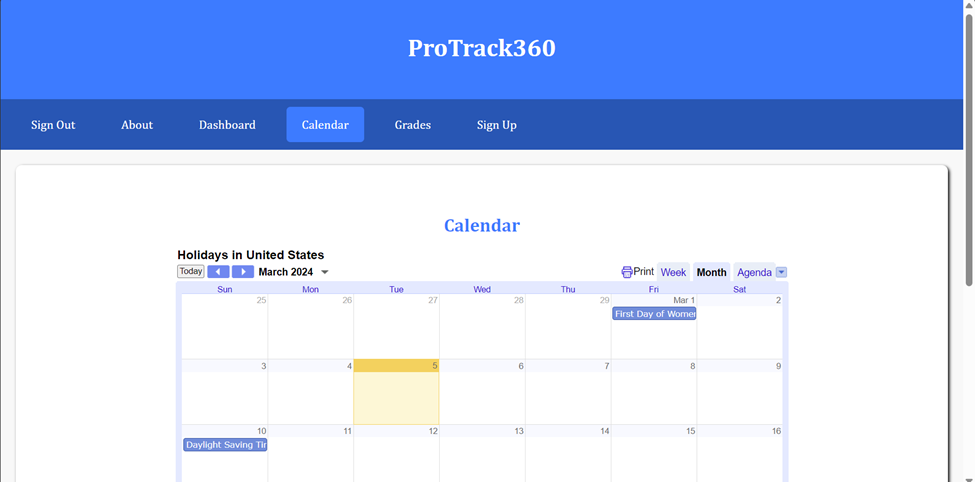 ProTrack360
Sign Out About Dashboard Calendar Grades Sign Up
Calendar
Holidays in United States
Today March 2024 Print Week Month Agenda
Sun Mon Tue Wed Thu Fri Sat
25 26 27 28 29 Mar 1 2
First Day of Women
3 4 5 6 7 8 9
10 11 12 13 14 15 16
Daylight Saving Tim